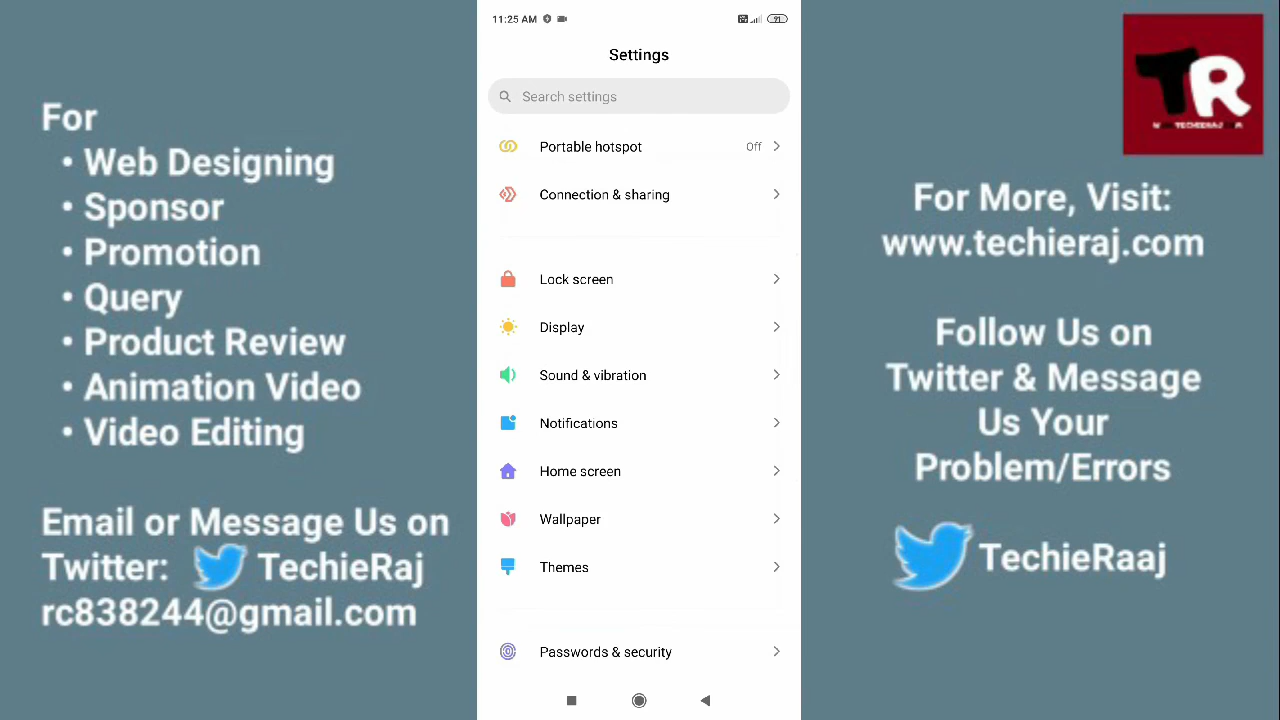 For
• Web Designing
• Sponsor
• Promotion
• Query
• Product Review
• Animation Video
• Video Editing
Email or Message Us on
Twitter: TechieRaj
rc838244@gmail.com
11:25 AM
91
Settings
Search settings
Portable hotspot Off
Connection & sharing
Lock screen
Display
Sound & vibration
Notifications
Home screen
Wallpaper
Themes
Passwords & security
TR
For More, Visit:
www.techieraj.com
Follow Us on
Twitter & Message
Us Your
Problem/Errors
TechieRaaj